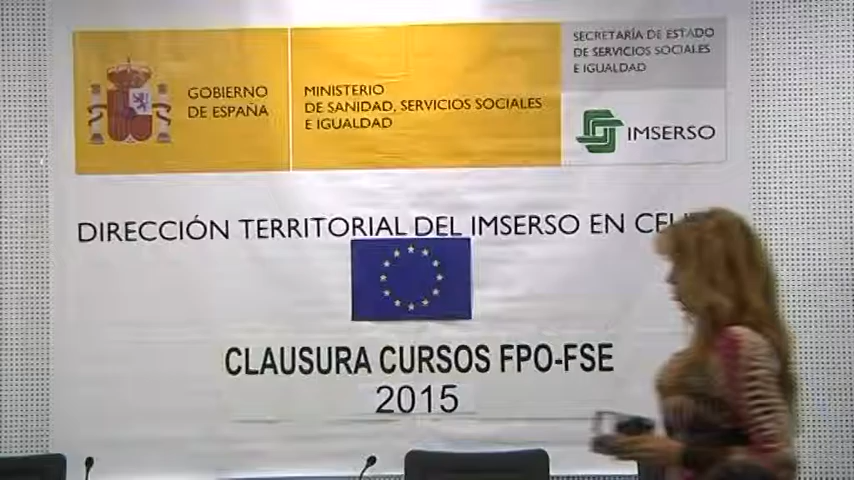 GOBIERNO
DE ESPAÑA
MINISTERIO
DE SANIDAD, SERVICIOS SOCIALES
E IGUALDAD
SECRETARÍA DE ESTADO
DE SERVICIOS SOCIALES
E IGUALDAD
IMSERSO
DIRECCIÓN TERRITORIAL DEL IMSERSO EN
CLAUSURA CURSOS FPO-FSE
2015